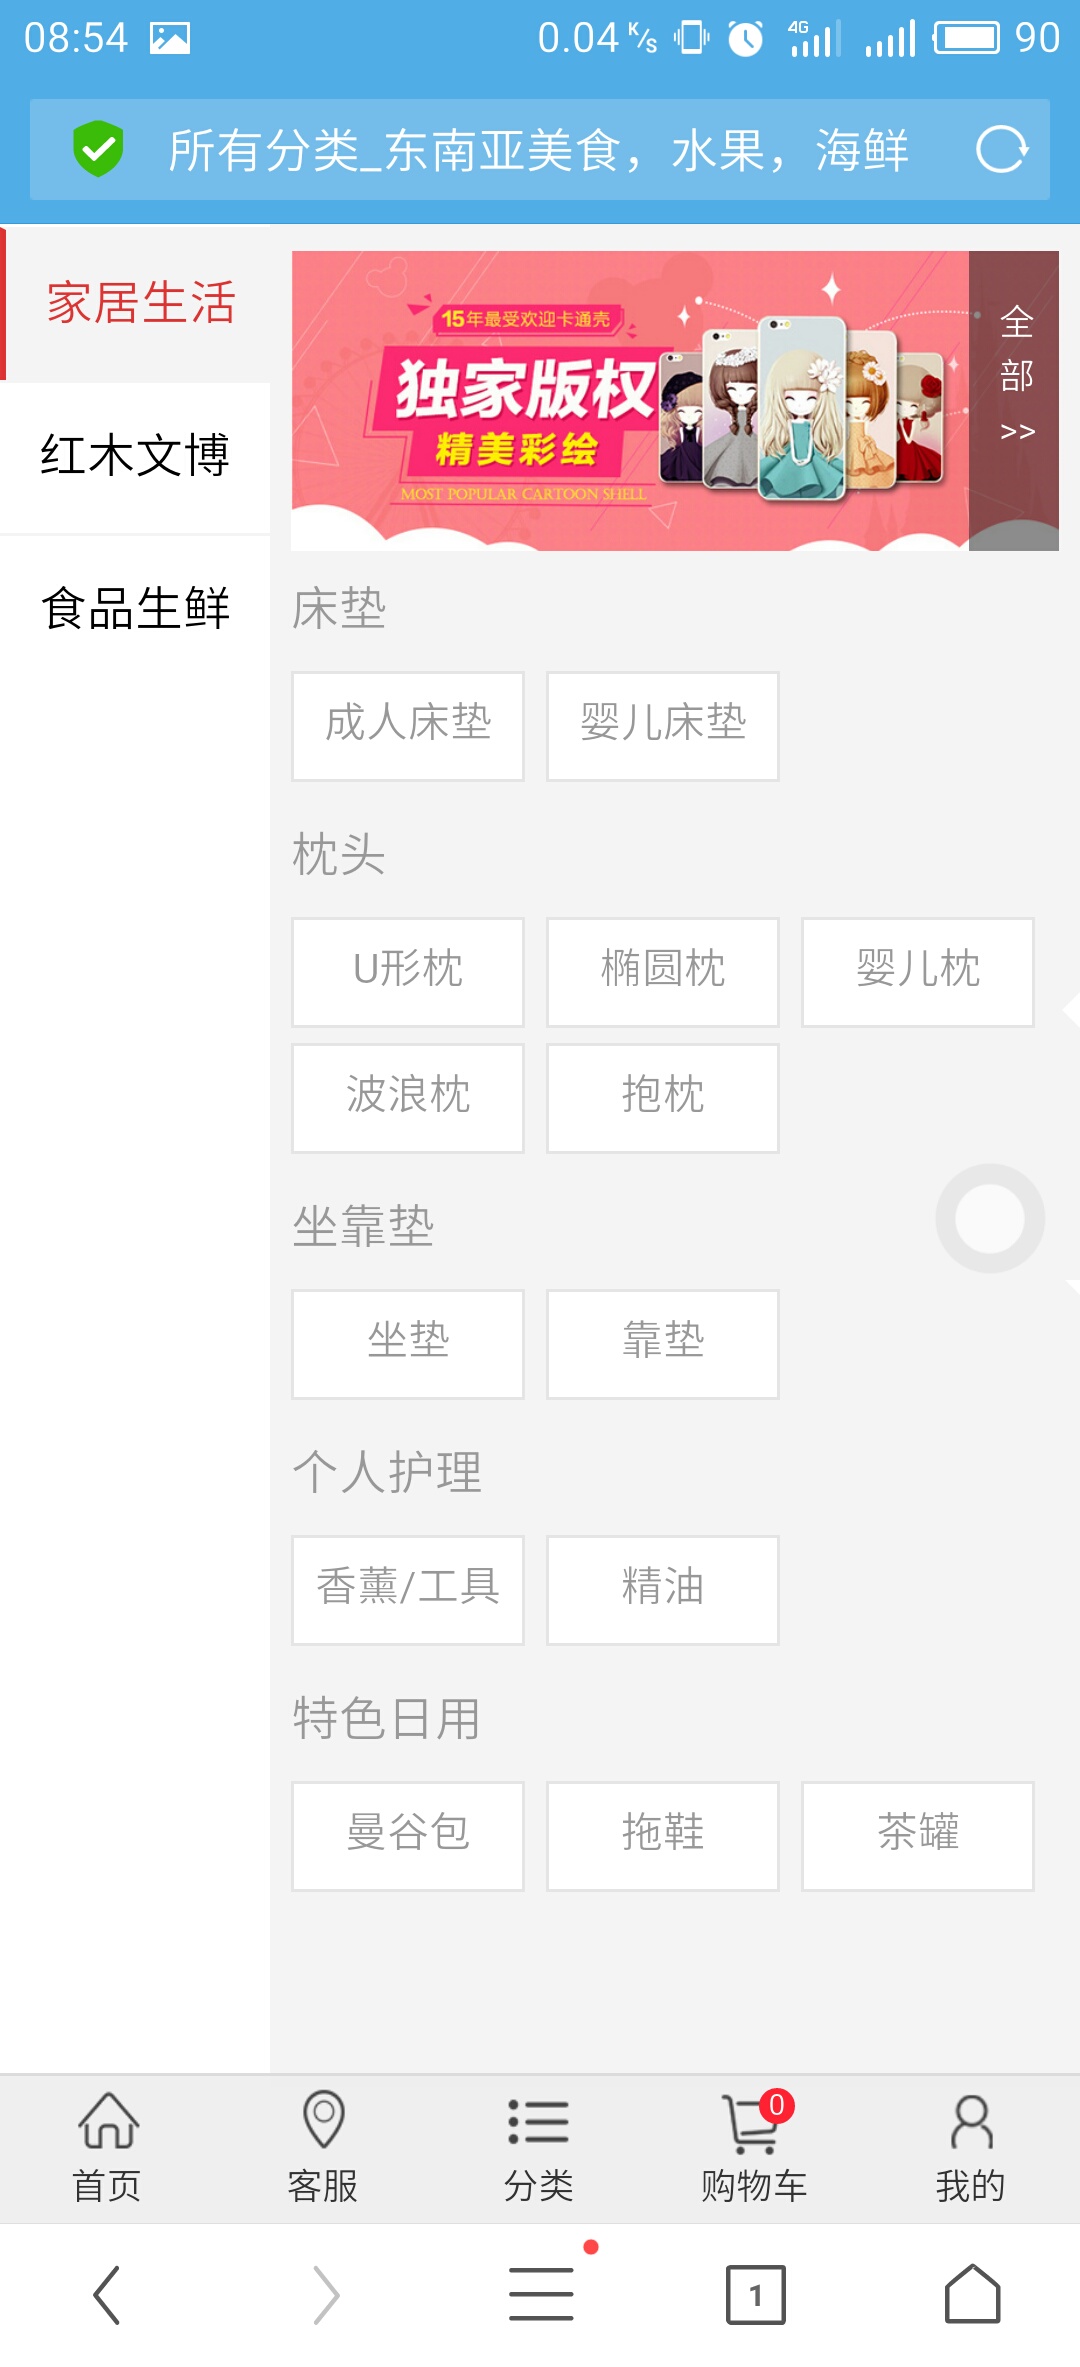 08:54 0.04 K/s 4G 90
所有分类_东南亚美食，水果，海鲜
家居生活
红木文博
食品生鲜
15年最受欢迎卡通壳
独家版权
精美彩绘
MOST POPULAR CARTOON SHELL
全部>>
床垫
成人床垫 婴儿床垫
枕头
U形枕 椭圆枕 婴儿枕
波浪枕 抱枕
坐靠垫
坐垫 靠垫
个人护理
香薰/工具 精油
特色日用
曼谷包 拖鞋 茶罐
0
首页 客服 分类 购物车 我的
1